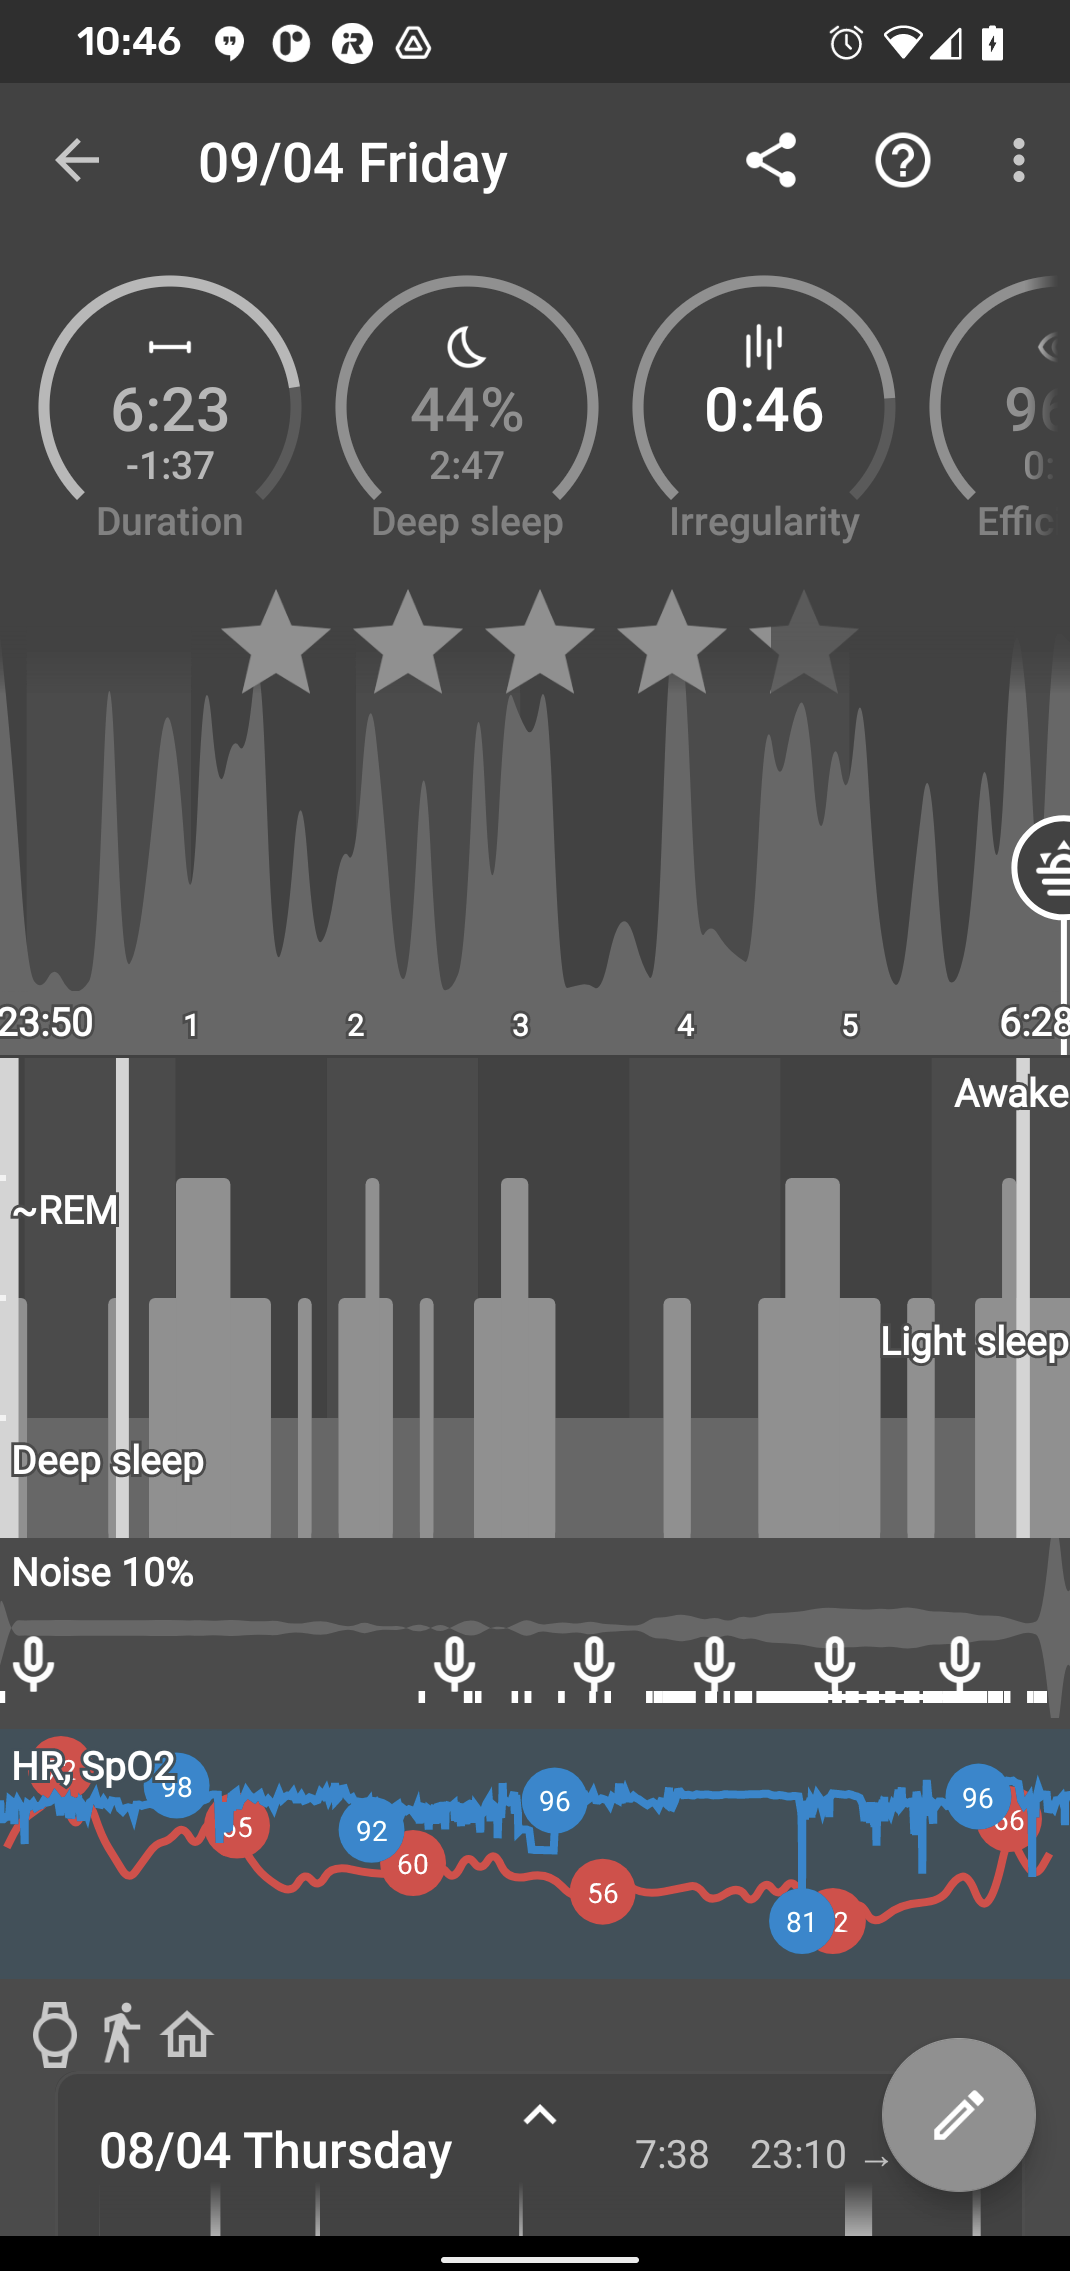 10:46
09/04 Friday
6:23
-1:37
Duration
44%
2:47
Deep sleep
0:46
Irregularity
23:50 1 2 3 4 5 6:28
Awake
~REM
Light sleep
Deep sleep
Noise 10%
HR, SpO2
98
92
60
96
56
81
96
08/04 Thursday 7:38 23:10 →